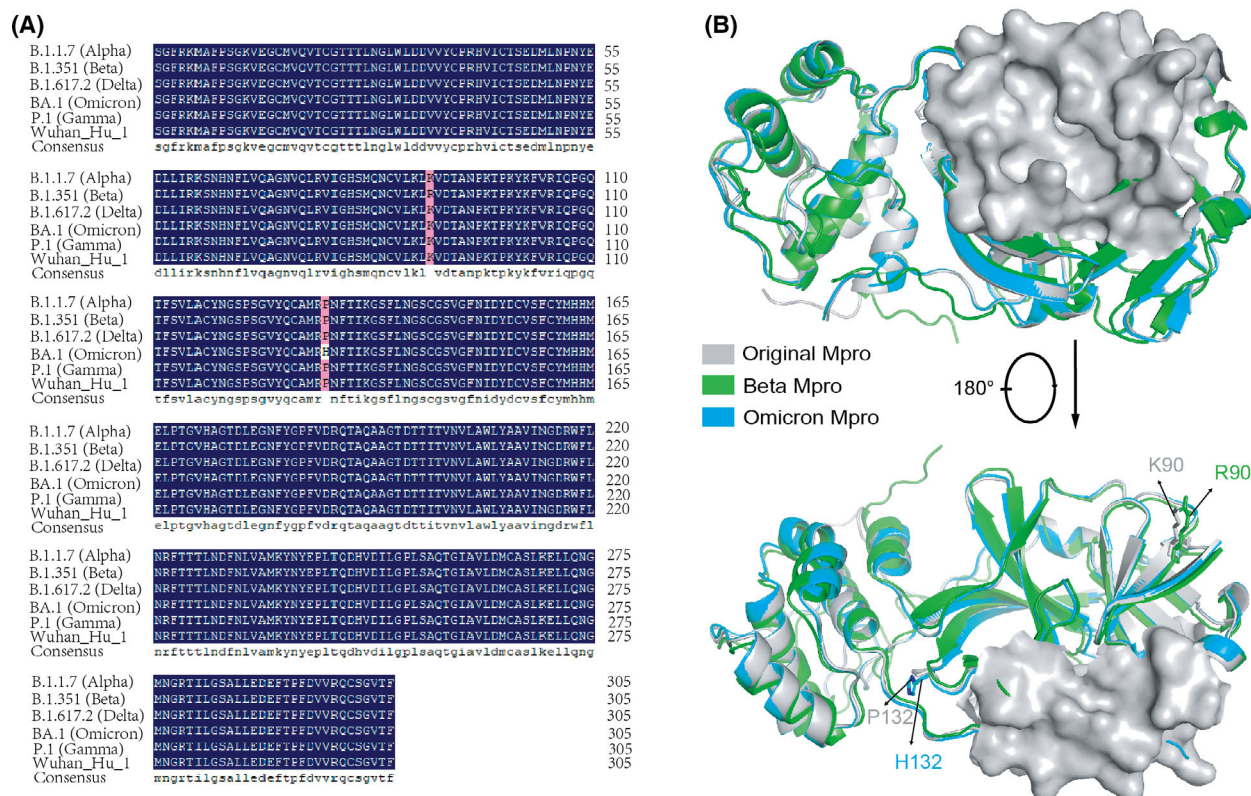 (A)
B.1.1.7 (Alpha) SGFRKMAFPSGKVEGCMVQVTCGTTTLNGLWLDDVVYCPRHVICTSEDMLNPNYE 55
B.1.351 (Beta) SGFRKMAFPSGKVEGCMVQVTCGTTTLNGLWLDDVVYCPRHVICTSEDMLNPNYE 55
B.1.617.2 (Delta) SGFRKMAFPSGKVEGCMVQVTCGTTTLNGLWLDDVVYCPRHVICTSEDMLNPNYE 55
BA.1 (Omicron) SGFRKMAFPSGKVEGCMVQVTCGTTTLNGLWLDDVVYCPRHVICTSEDMLNPNYE 55
P.1 (Gamma) SGFRKMAFPSGKVEGCMVQVTCGTTTLNGLWLDDVVYCPRHVICTSEDMLNPNYE 55
Wuhan_Hu_1 SGFRKMAFPSGKVEGCMVQVTCGTTTLNGLWLDDVVYCPRHVICTSEDMLNPNYE 55
Consensus sgfrkmafpsgkvegcmvqvtcgtttlnglwlddvvycprhvictsedmlnpnye
B.1.1.7 (Alpha) DLLIRKSNHNFLVQAGNVQLRVIGHSMQNCVLKLKVDTANPKTPKYKFVRIQPGQ 110
B.1.351 (Beta) DLLIRKSNHNFLVQAGNVQLRVIGHSMQNCVLKLRVDTANPKTPKYKFVRIQPGQ 110
B.1.617.2 (Delta) DLLIRKSNHNFLVQAGNVQLRVIGHSMQNCVLKLKVDTANPKTPKYKFVRIQPGQ 110
BA.1 (Omicron) DLLIRKSNHNFLVQAGNVQLRVIGHSMQNCVLKLKVDTANPKTPKYKFVRIQPGQ 110
P.1 (Gamma) DLLIRKSNHNFLVQAGNVQLRVIGHSMQNCVLKLKVDTANPKTPKYKFVRIQPGQ 110
Wuhan_Hu_1 DLLIRKSNHNFLVQAGNVQLRVIGHSMQNCVLKLKVDTANPKTPKYKFVRIQPGQ 110
Consensus dllirksnhnflvqagnvqlrvighsmqncvlkl vdtanpktpkykfvriqpgq
B.1.1.7 (Alpha) TFSVLACYNGSPSGVYQCAMRPNFTIKGSFLNGSCGSVGFNIDYDCVSFCYMHHM 165
B.1.351 (Beta) TFSVLACYNGSPSGVYQCAMRPNFTIKGSFLNGSCGSVGFNIDYDCVSFCYMHHM 165
B.1.617.2 (Delta) TFSVLACYNGSPSGVYQCAMRPNFTIKGSFLNGSCGSVGFNIDYDCVSFCYMHHM 165
BA.1 (Omicron) TFSVLACYNGSPSGVYQCAMRHNFTIKGSFLNGSCGSVGFNIDYDCVSFCYMHHM 165
P.1 (Gamma) TFSVLACYNGSPSGVYQCAMRPNFTIKGSFLNGSCGSVGFNIDYDCVSFCYMHHM 165
Wuhan_Hu_1 TFSVLACYNGSPSGVYQCAMRPNFTIKGSFLNGSCGSVGFNIDYDCVSFCYMHHM 165
Consensus tfsvlacyngspsgvyqcamr nftikgsflngscgsvgfnidydcvsfcymhhm
B.1.1.7 (Alpha) ELPTGVHAGTDLEGNFYGPFVDRQTAQAAGTDTTITVNVLAWLYAAVINGDRWFL 220
B.1.351 (Beta) ELPTGVHAGTDLEGNFYGPFVDRQTAQAAGTDTTITVNVLAWLYAAVINGDRWFL 220
B.1.617.2 (Delta) ELPTGVHAGTDLEGNFYGPFVDRQTAQAAGTDTTITVNVLAWLYAAVINGDRWFL 220
BA.1 (Omicron) ELPTGVHAGTDLEGNFYGPFVDRQTAQAAGTDTTITVNVLAWLYAAVINGDRWFL 220
P.1 (Gamma) ELPTGVHAGTDLEGNFYGPFVDRQTAQAAGTDTTITVNVLAWLYAAVINGDRWFL 220
Wuhan_Hu_1 ELPTGVHAGTDLEGNFYGPFVDRQTAQAAGTDTTITVNVLAWLYAAVINGDRWFL 220
Consensus elptgvhagtdlegnfygpfvdrqtaqaagtdttitvnvlawlyaavingdrwfl
B.1.1.7 (Alpha) NRFTTTLNDFNLVAMKYNYEPLTQDHVDILGPLSAQTGIAVLDMCASLKELLQNG 275
B.1.351 (Beta) NRFTTTLNDFNLVAMKYNYEPLTQDHVDILGPLSAQTGIAVLDMCASLKELLQNG 275
B.1.617.2 (Delta) NRFTTTLNDFNLVAMKYNYEPLTQDHVDILGPLSAQTGIAVLDMCASLKELLQNG 275
BA.1 (Omicron) NRFTTTLNDFNLVAMKYNYEPLTQDHVDILGPLSAQTGIAVLDMCASLKELLQNG 275
P.1 (Gamma) NRFTTTLNDFNLVAMKYNYEPLTQDHVDILGPLSAQTGIAVLDMCASLKELLQNG 275
Wuhan_Hu_1 NRFTTTLNDFNLVAMKYNYEPLTQDHVDILGPLSAQTGIAVLDMCASLKELLQNG 275
Consensus nrftttlndfnlvamkynyepltqdhvdilgplsaqtgiavldmcaslkellqng
B.1.1.7 (Alpha) MNGRTILGSALLEDEFTPFDVVRQCSGVTF 305
B.1.351 (Beta) MNGRTILGSALLEDEFTPFDVVRQCSGVTF 305
B.1.617.2 (Delta) MNGRTILGSALLEDEFTPFDVVRQCSGVTF 305
BA.1 (Omicron) MNGRTILGSALLEDEFTPFDVVRQCSGVTF 305
P.1 (Gamma) MNGRTILGSALLEDEFTPFDVVRQCSGVTF 305
Wuhan_Hu_1 MNGRTILGSALLEDEFTPFDVVRQCSGVTF 305
Consensus mngrtilgsalledeftpfdvvrqcsgvtf
(B)
Original Mpro
Beta Mpro
Omicron Mpro
180°
K90
R90
P132
H132